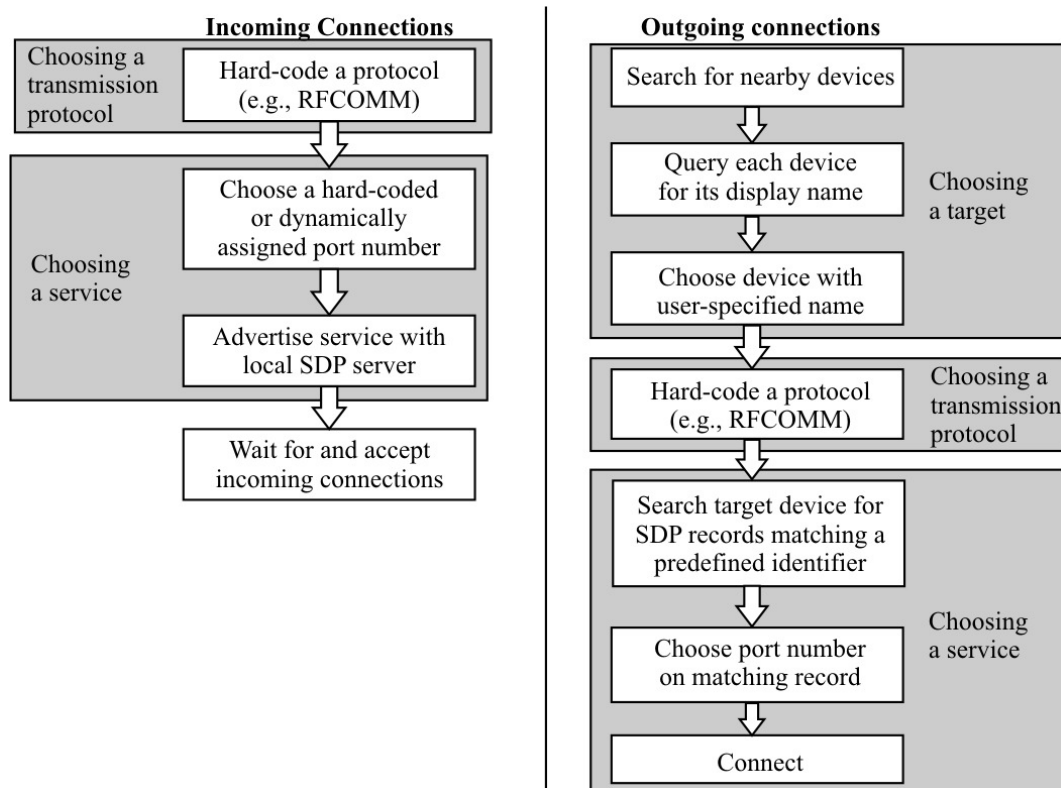 Incoming Connections
Choosing a
transmission
protocol
Hard-code a protocol
(e.g., RFCOMM)
Choosing
a service
Choose a hard-coded
or dynamically
assigned port number
Advertise service with
local SDP server
Wait for and accept
incoming connections
Outgoing connections
Search for nearby devices
Query each device
for its display name
Choose device with
user-specified name
Choosing
a target
Hard-code a protocol
(e.g., RFCOMM)
Choosing a
transmission
protocol
Search target device for
SDP records matching a
predefined identifier
Choose port number
on matching record
Connect
Choosing
a service